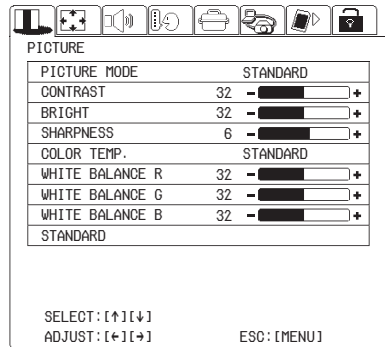 PICTURE
PICTURE MODE STANDARD
CONTRAST 32 - +
BRIGHT 32 - +
SHARPNESS 6 - +
COLOR TEMP. STANDARD
WHITE BALANCE R 32 - +
WHITE BALANCE G 32 - +
WHITE BALANCE B 32 - +
STANDARD
SELECT:[↑][↓]
ADJUST:[←][→] ESC:[MENU]